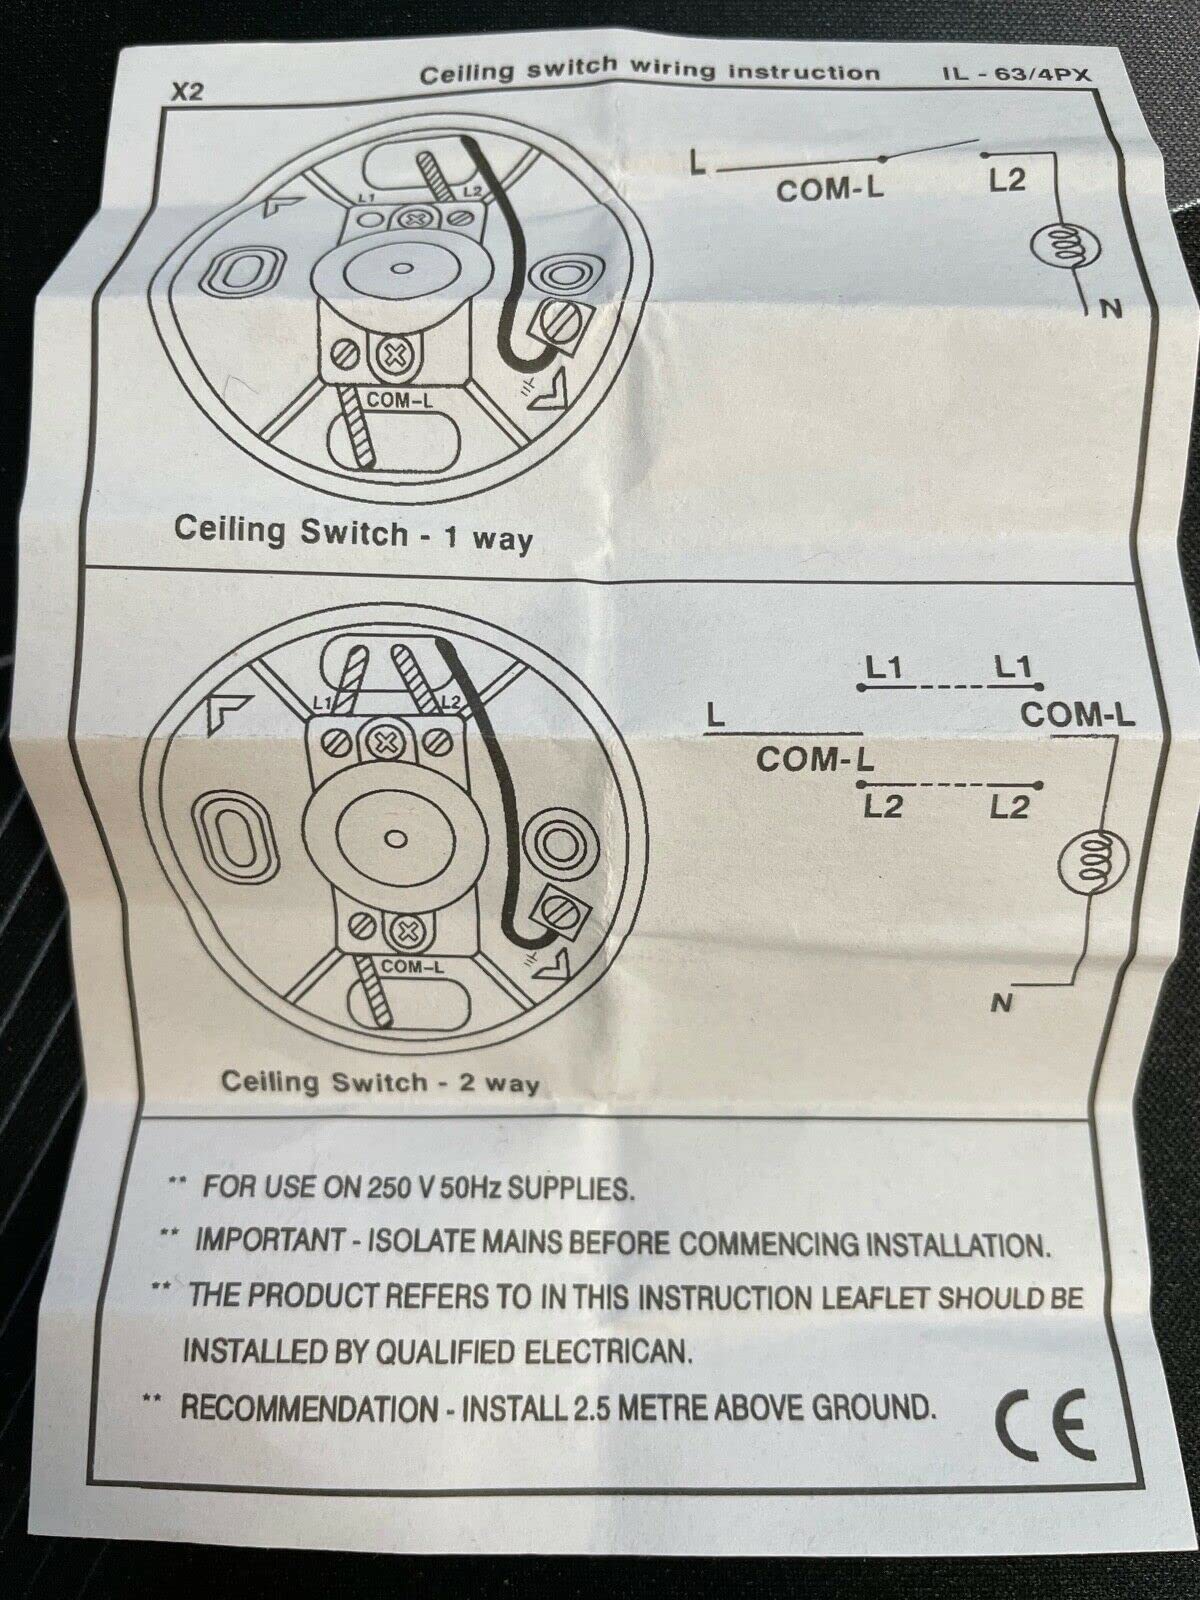 X2 Ceiling switch wiring instruction IL - 63/4PX
L1 L2
COM-L
L COM-L L2
N
Ceiling Switch - 1 way
L1 L2
COM-L
L1 L1
L COM-L
COM-L
L2 L2
N
Ceiling Switch - 2 way
** FOR USE ON 250 V 50Hz SUPPLIES.
** IMPORTANT - ISOLATE MAINS BEFORE COMMENCING INSTALLATION.
** THE PRODUCT REFERS TO IN THIS INSTRUCTION LEAFLET SHOULD BE
INSTALLED BY QUALIFIED ELECTRICAN.
** RECOMMENDATION - INSTALL 2.5 METRE ABOVE GROUND.
CE